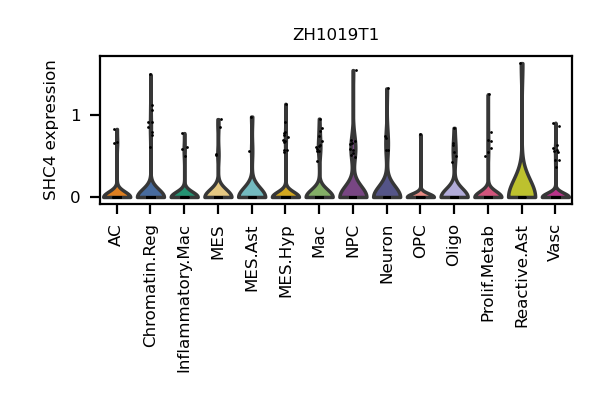 ZH1019T1
SHC4 expression
1
0
AC
Chromatin.Reg
Inflammatory.Mac
MES
MES.Ast
MES.Hyp
Mac
NPC
Neuron
OPC
Oligo
Prolif.Metab
Reactive.Ast
Vasc